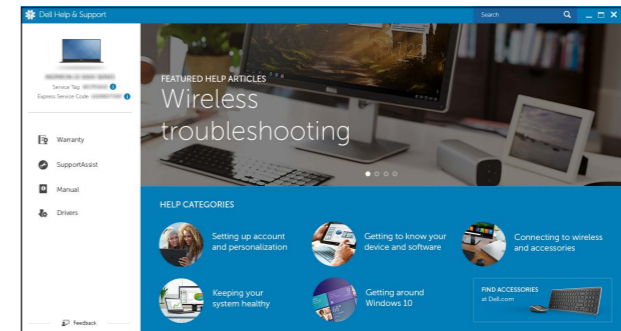 Dell Help & Support
Search
Service Tag:
Express Service Code:
Warranty
SupportAssist
Manual
Drivers
Feedback
FEATURED HELP ARTICLES
Wireless
troubleshooting
HELP CATEGORIES
Setting up account
and personalization
Getting to know your
device and software
Connecting to wireless
and accessories
Keeping your
system healthy
Getting around
Windows 10
FIND ACCESSORIES
at Dell.com